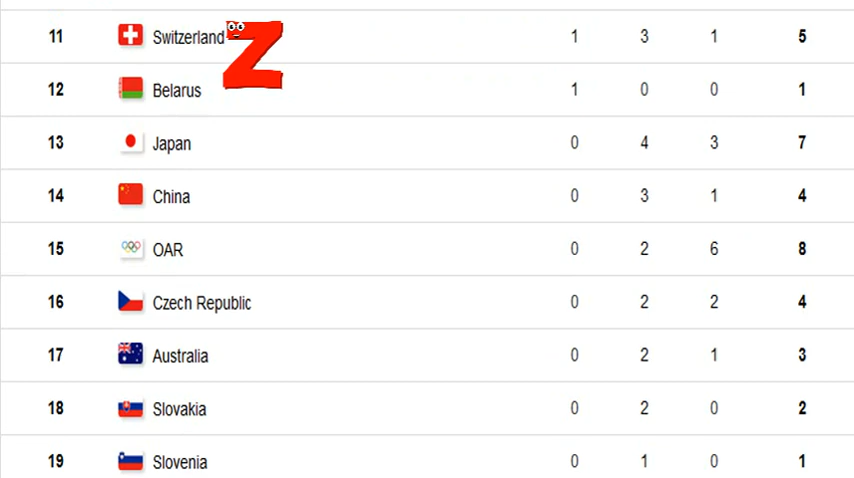 11 Switzerland Z 1 3 1 5
12 Belarus 1 0 0 1
13 Japan 0 4 3 7
14 China 0 3 1 4
15 OAR 0 2 6 8
16 Czech Republic 0 2 2 4
17 Australia 0 2 1 3
18 Slovakia 0 2 0 2
19 Slovenia 0 1 0 1